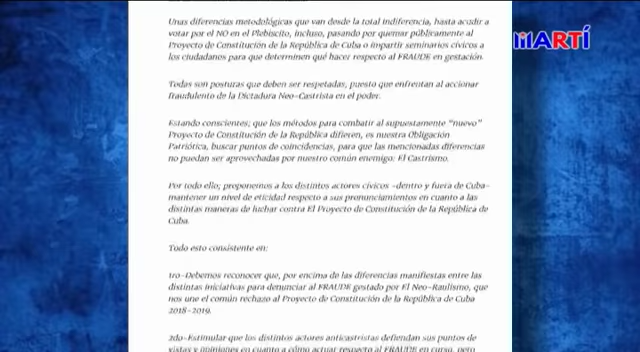 Unas diferencias metodológicas que van desde la total indiferencia, hasta acudir a
votar por el NO en el Plebiscito, incluso, pasando por quemar públicamente al
Proyecto de Constitución de la República de Cuba o impartir seminarios cívicos a
los ciudadanos para que determinen qué hacer respecto al FRAUDE en gestación.
Todas son posturas que deben ser respetadas, puesto que enfrentan al accionar
fraudulento de la Dictadura Neo-Castrista en el poder.
Estando conscientes; que los métodos para combatir al supuestamente "nuevo"
Proyecto de Constitución de la República difieren, es nuestra Obligación
Patriótica, buscar puntos de coincidencias, para que las mencionadas diferencias
no puedan ser aprovechadas por nuestro común enemigo: El Castrismo.
Por todo ello; proponemos a los distintos actores cívicos -dentro y fuera de Cuba-
mantener un nivel de eticidad respecto a sus pronunciamientos en cuanto a las
distintas maneras de luchar contra El Proyecto de Constitución de la República de
Cuba.
Todo esto consistente en:
1ro-Debemos reconocer que, por encima de las diferencias manifiestas entre las
distintas iniciativas para denunciar al FRAUDE gestado por El Neo-Raulismo, que
nos une el común rechazo al Proyecto de Constitución de la República de Cuba
2018-2019.
2do-Estimular que los distintos actores anticastristas defiendan sus puntos de
vistas y opiniones en cuanto a cómo actuar respecto al FRAUDE en curso, pero
MARTÍ